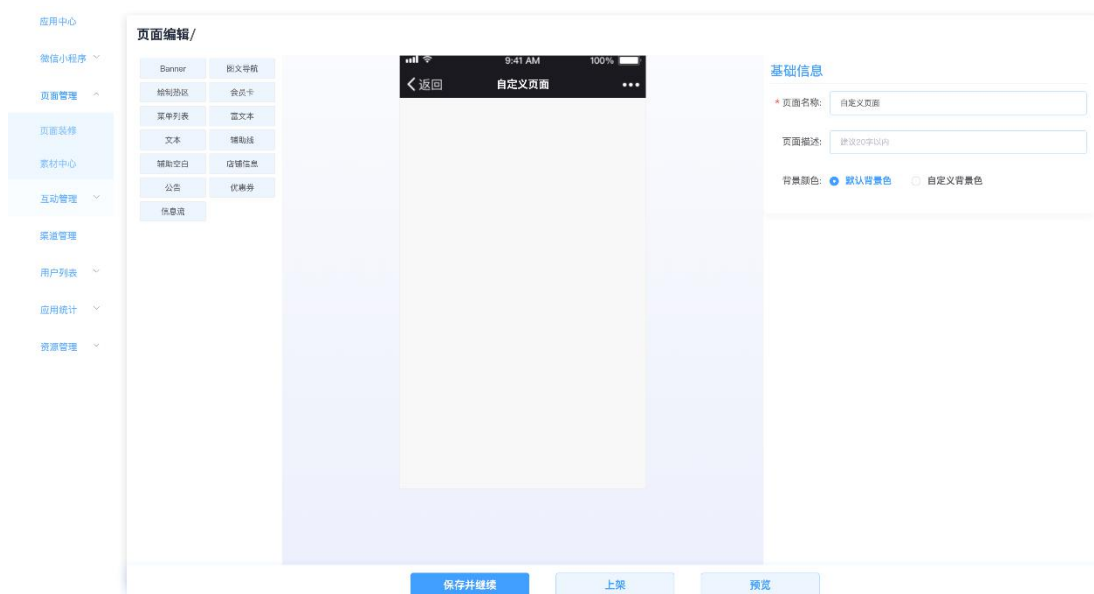 应用中心
微信小程序
页面管理
页面装修
素材中心
互动管理
渠道管理
用户列表
应用统计
资源管理
页面编辑/
Banner 图文导航
绘制热区 会员卡
菜单列表 富文本
文本 辅助线
辅助空白 店铺信息
公告 优惠券
信息流
9:41 AM 100%
返回 自定义页面
基础信息
* 页面名称: 自定义页面
页面描述: 建议20字以内
背景颜色: 默认背景色 自定义背景色
保存并继续 上架 预览